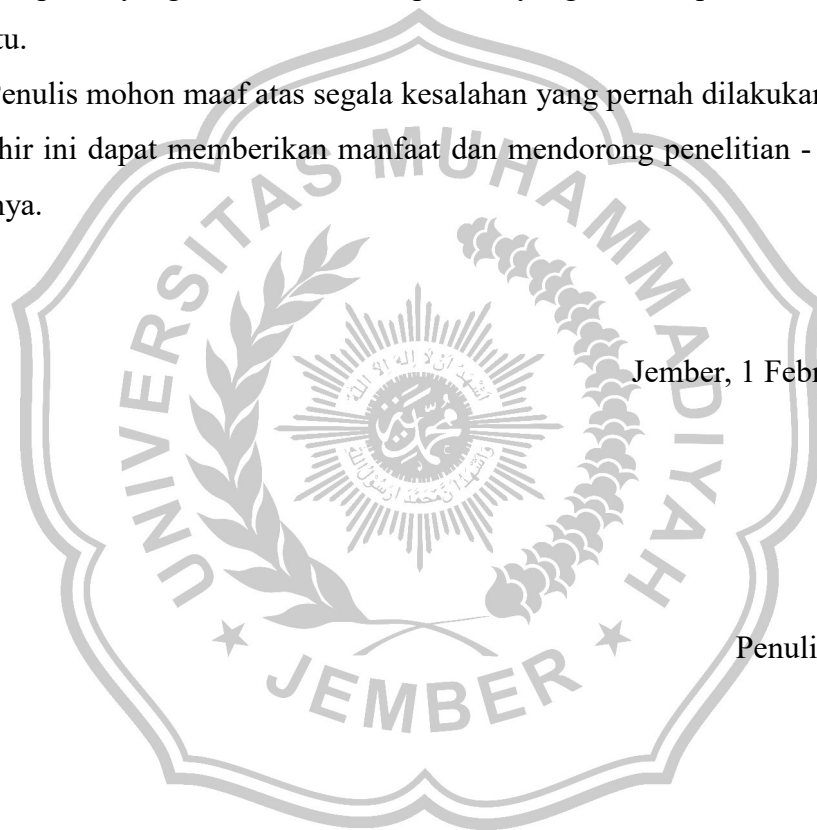 tu.
Penulis mohon maaf atas segala kesalahan yang pernah dilakukan
hir ini dapat memberikan manfaat dan mendorong penelitian -
nya.
UNIVERSITAS MUHAMMADIYAH
Jember, 1 Febr
Penuli
JEMBER